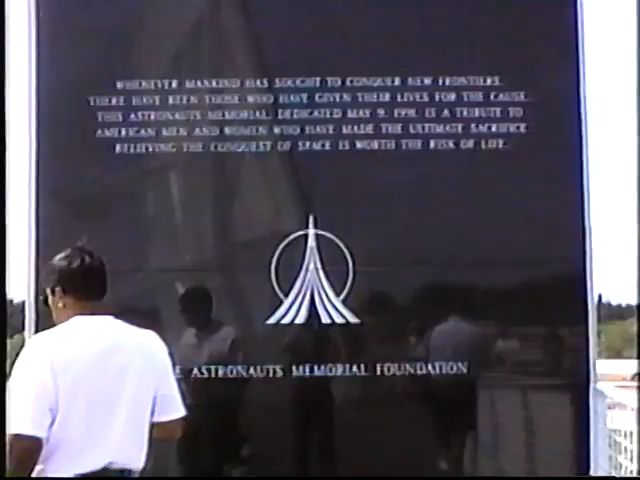 WHENEVER MANKIND HAS SOUGHT TO CONQUER NEW FRONTIERS,
THERE HAVE BEEN THOSE WHO HAVE GIVEN THEIR LIVES FOR THE CAUSE.
THIS ASTRONAUTS MEMORIAL, DEDICATED MAY 9, 1991, IS A TRIBUTE TO
AMERICAN MEN AND WOMEN WHO HAVE MADE THE ULTIMATE SACRIFICE
BELIEVING THE CONQUEST OF SPACE IS WORTH THE RISK OF LIFE.
E ASTRONAUTS MEMORIAL FOUNDATION